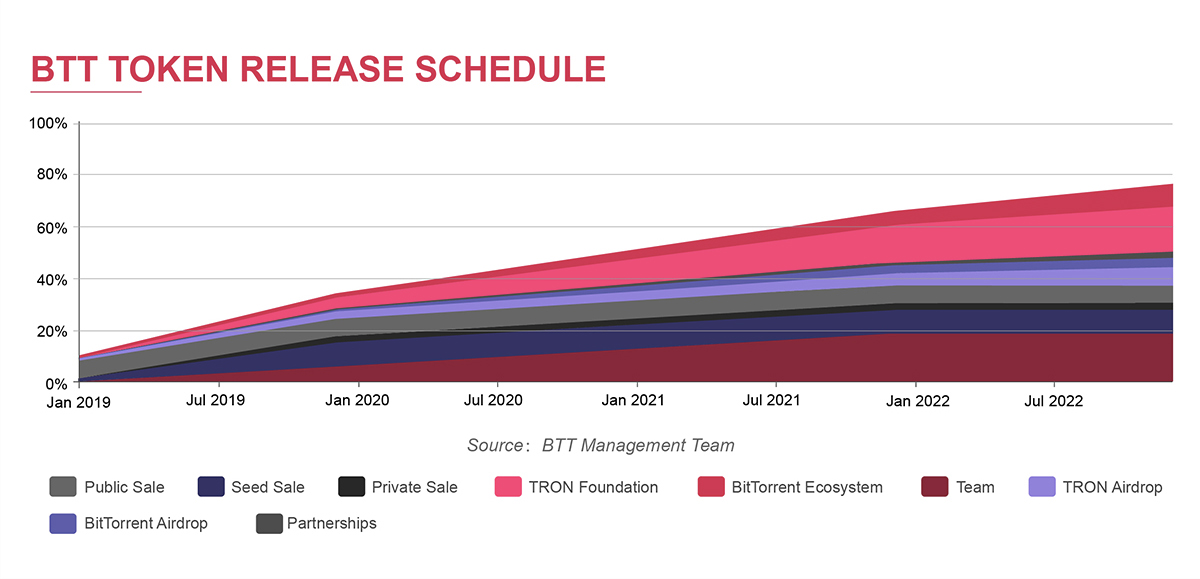 BTT TOKEN RELEASE SCHEDULE
100%
80%
60%
40%
20%
0%
Jan 2019 Jul 2019 Jan 2020 Jul 2020 Jan 2021 Jul 2021 Jan 2022 Jul 2022
Source: BTT Management Team
Public Sale Seed Sale Private Sale TRON Foundation BitTorrent Ecosystem Team TRON Airdrop
BitTorrent Airdrop Partnerships